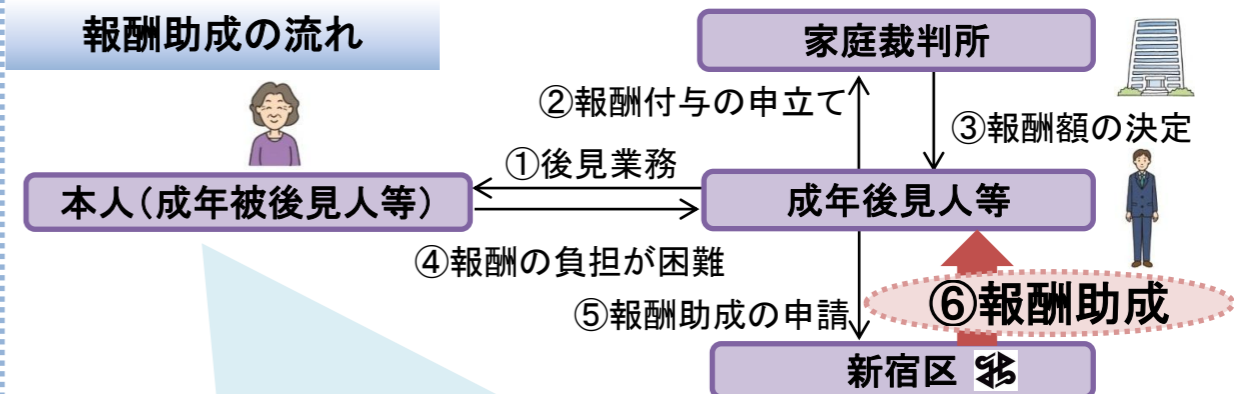 報酬助成の流れ
家庭裁判所
②報酬付与の申立て
③報酬額の決定
①後見業務
本人(成年被後見人等)
成年後見人等
④報酬の負担が困難
⑤報酬助成の申請
⑥報酬助成
新宿区